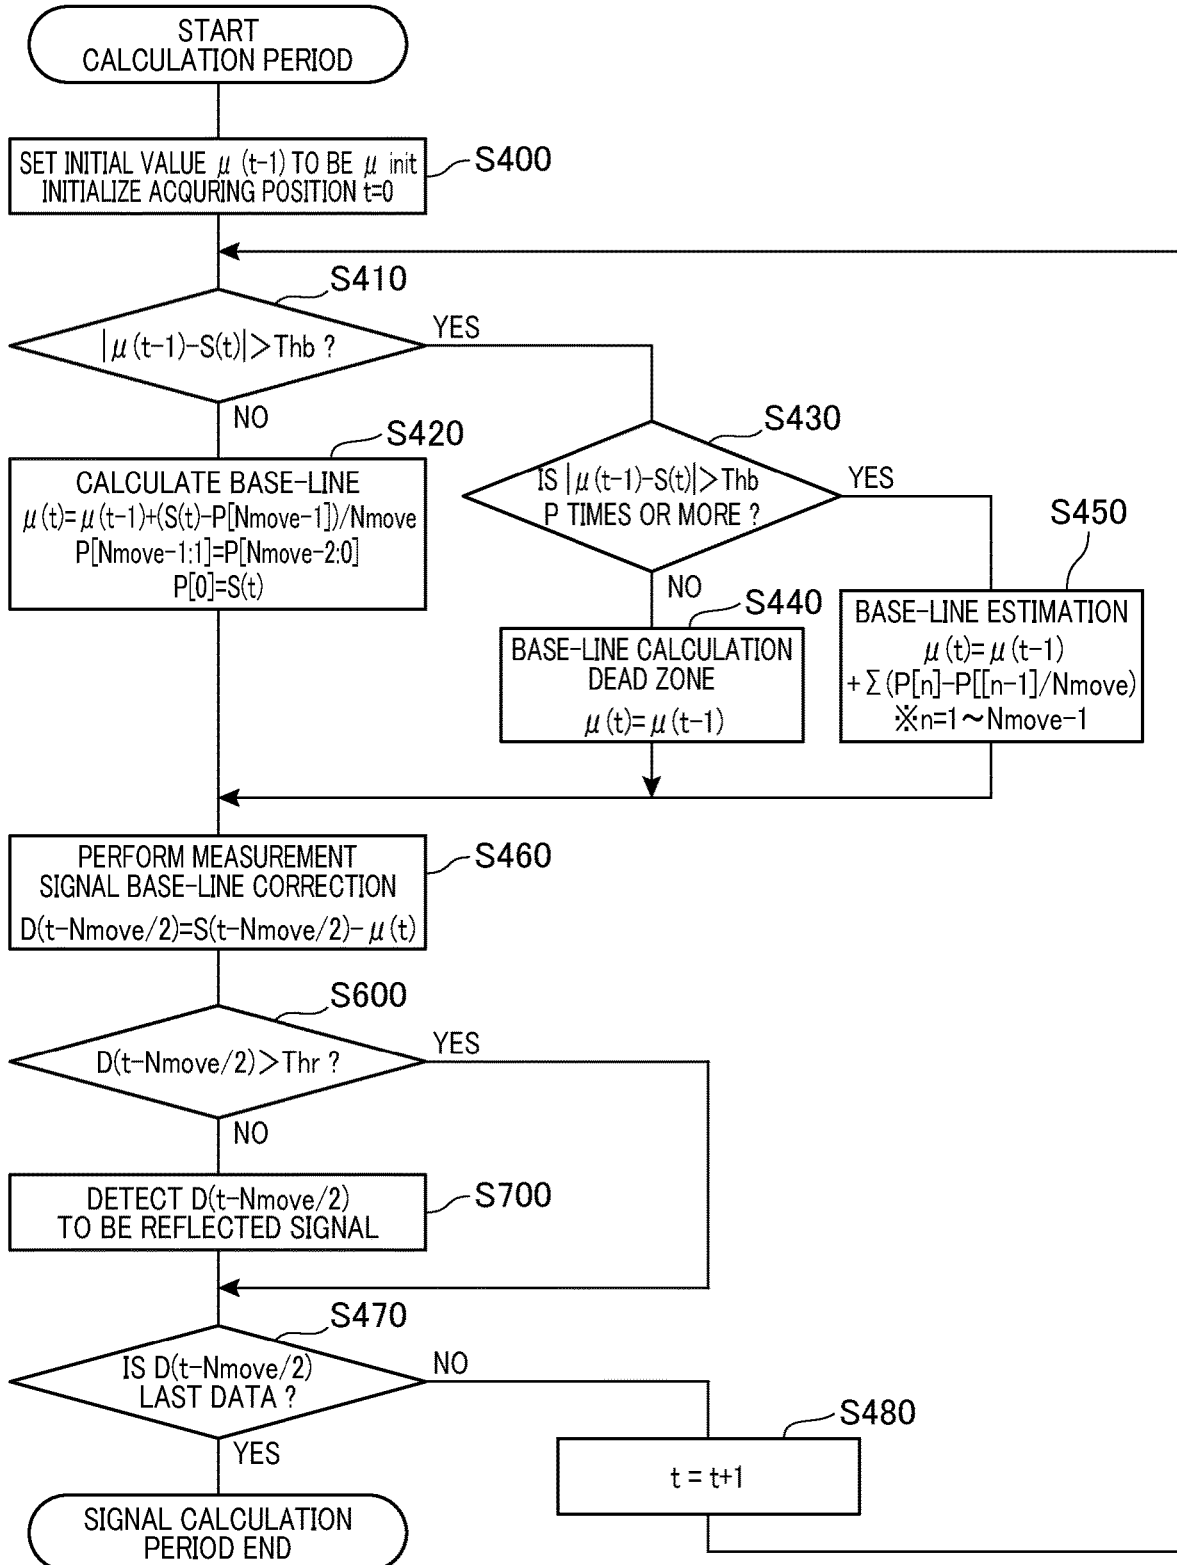 START
CALCULATION PERIOD
SET INITIAL VALUE μ(t-1) TO BE μ init
INITIALIZE ACQURING POSITION t=0
S400
S410
|μ(t-1)-S(t)|>Thb ?
YES
NO
S420
CALCULATE BASE-LINE
μ(t)=μ(t-1)+(S(t)-P[Nmove-1])/Nmove
P[Nmove-1:1]=P[Nmove-2:0]
P[0]=S(t)
S430
IS |μ(t-1)-S(t)|>Thb
P TIMES OR MORE ?
YES
NO
S440
BASE-LINE CALCULATION
DEAD ZONE
μ(t)=μ(t-1)
S450
BASE-LINE ESTIMATION
μ(t)=μ(t-1)
+Σ(P[n]-P[[n-1]/Nmove)
※n=1～Nmove-1
PERFORM MEASUREMENT
SIGNAL BASE-LINE CORRECTION
D(t-Nmove/2)=S(t-Nmove/2)-μ(t)
S460
S600
D(t-Nmove/2)>Thr ?
YES
NO
DETECT D(t-Nmove/2)
TO BE REFLECTED SIGNAL
S700
S470
IS D(t-Nmove/2)
LAST DATA ?
NO
YES
S480
t = t+1
SIGNAL CALCULATION
PERIOD END